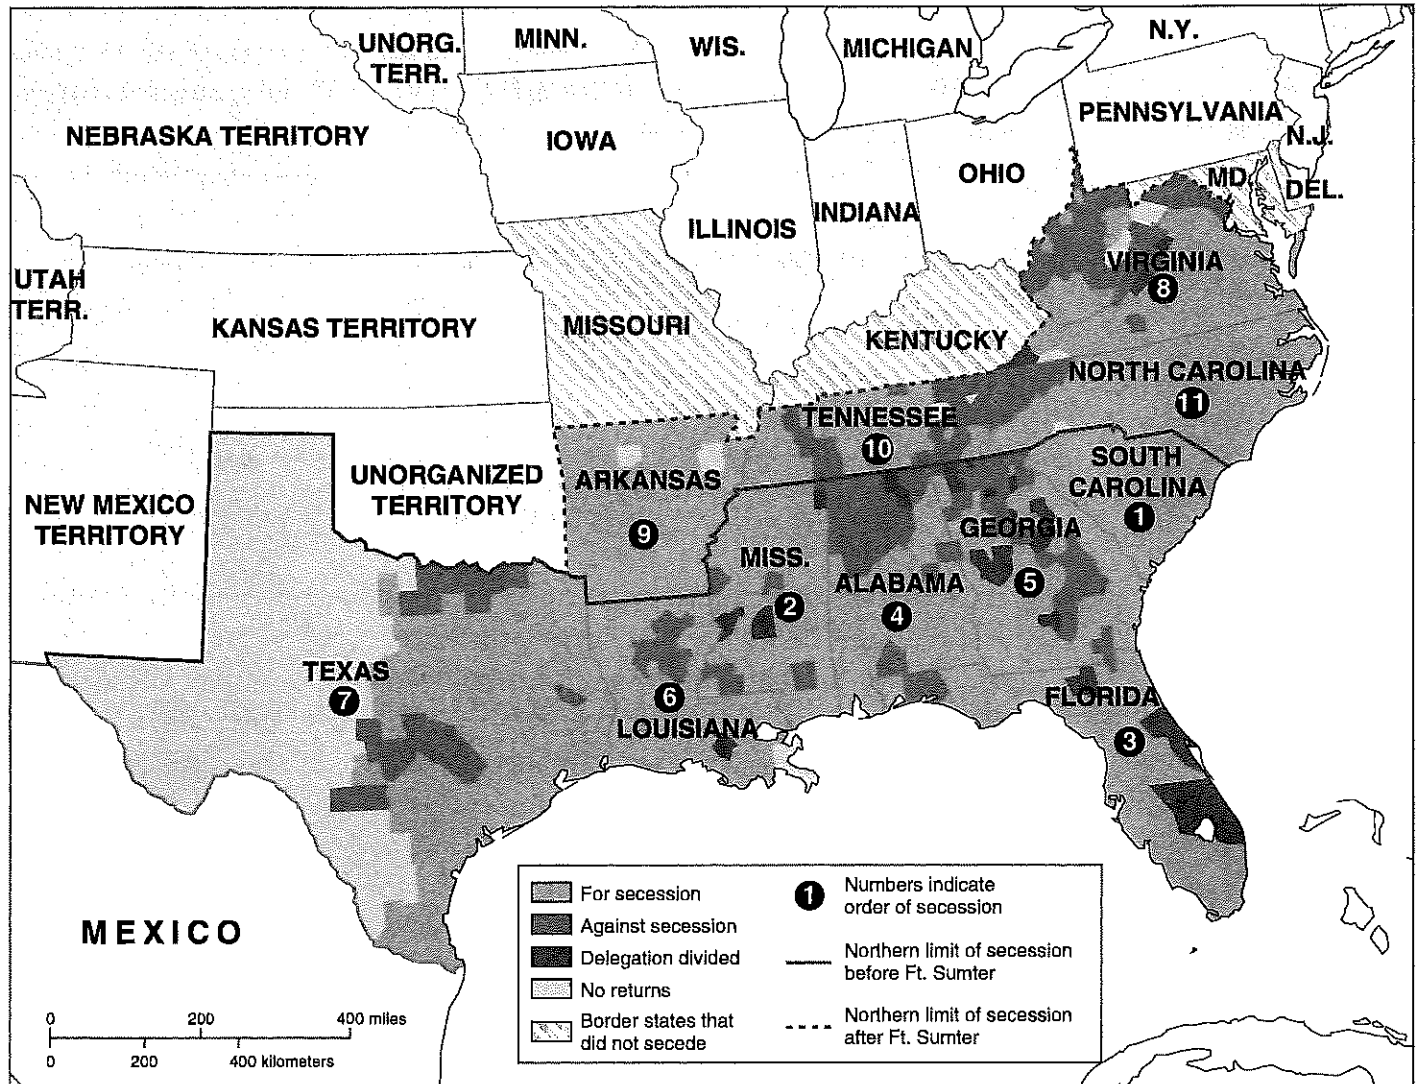 UNORG.
TERR.
MINN.
WIS.
MICHIGAN
N.Y.
NEBRASKA TERRITORY
IOWA
PENNSYLVANIA
N.J.
OHIO
MD.
DEL.
ILLINOIS
INDIANA
VIRGINIA
8
UTAH
TERR.
KANSAS TERRITORY
MISSOURI
KENTUCKY
NORTH CAROLINA
11
TENNESSEE
10
NEW MEXICO
TERRITORY
UNORGANIZED
TERRITORY
ARKANSAS
9
SOUTH
CAROLINA
1
GEORGIA
5
MISS.
2
ALABAMA
4
TEXAS
7
6
LOUISIANA
FLORIDA
3
MEXICO
0 200 400 miles
0 200 400 kilometers
For secession
Against secession
Delegation divided
No returns
Border states that
did not secede
1
Numbers indicate
order of secession
Northern limit of secession
before Ft. Sumter
Northern limit of secession
after Ft. Sumter